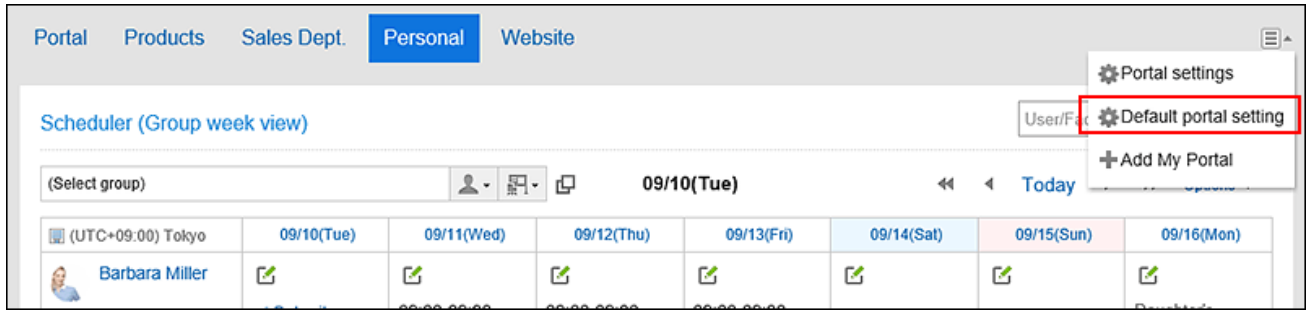 Portal Products Sales Dept. Personal Website
Portal settings
Default portal setting
Add My Portal
Scheduler (Group week view)
(Select group) 09/10(Tue) Today
(UTC+09:00) Tokyo 09/10(Tue) 09/11(Wed) 09/12(Thu) 09/13(Fri) 09/14(Sat) 09/15(Sun) 09/16(Mon)
Barbara Miller